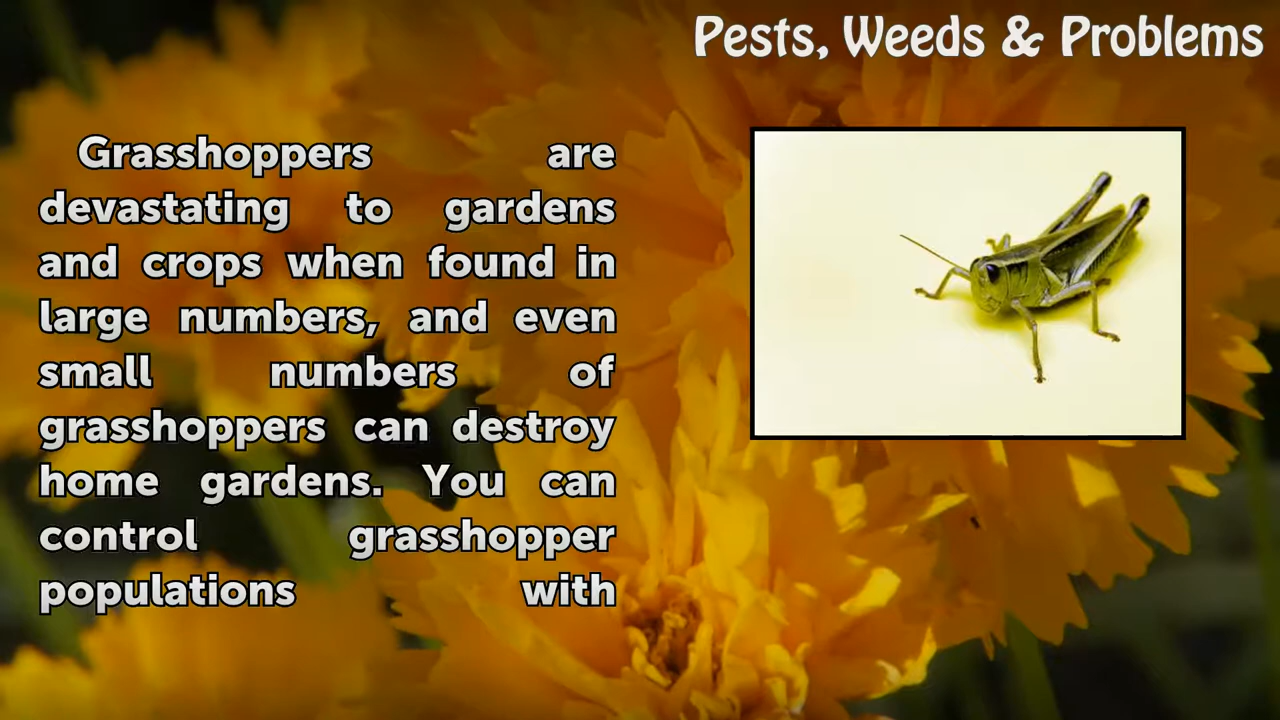 Pests, Weeds & Problems
Grasshoppers are
devastating to gardens
and crops when found in
large numbers, and even
small numbers of
grasshoppers can destroy
home gardens. You can
control grasshopper
populations with